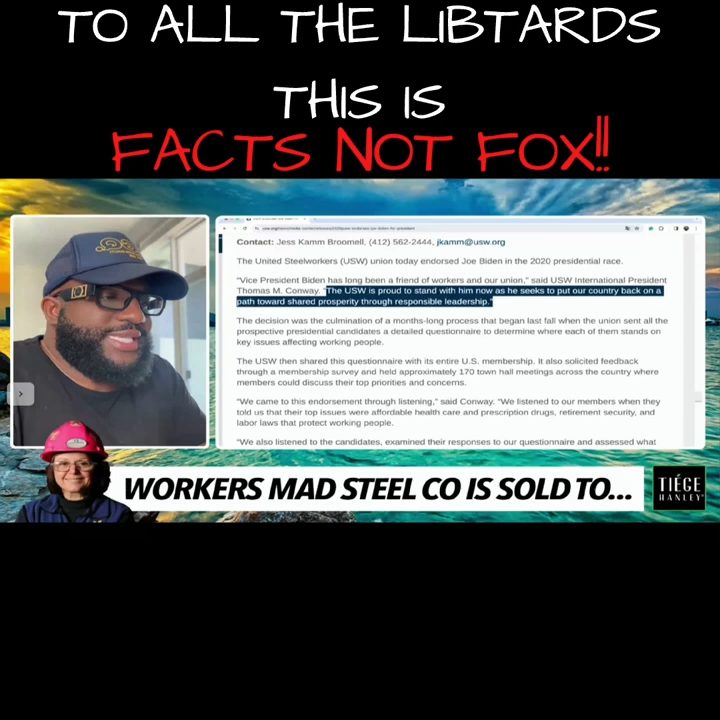 TO ALL THE LIBTARDS
THIS IS
FACTS NOT FOX!!
Contact: Jess Kamm Broomell, (412) 562-2444, jkamm@usw.org
The United Steelworkers (USW) union today endorsed Joe Biden in the 2020 presidential race.
"Vice President Biden has long been a friend of workers and our union," said USW International President
Thomas M. Conway. "The USW is proud to stand with him now as he seeks to put our country back on a
path toward shared prosperity through responsible leadership."
The decision was the culmination of a months-long process that began last fall when the union sent all the
prospective presidential candidates a detailed questionnaire to determine where each of them stands on
key issues affecting working people.
The USW then shared this questionnaire with its entire U.S. membership. It also solicited feedback
through a membership survey and held approximately 170 town hall meetings across the country where
members could discuss their top priorities and concerns.
"We came to this endorsement through listening," said Conway. "We listened to our members when they
told us that their top issues were affordable health care and prescription drugs, retirement security, and
labor laws that protect working people.
"We also listened to the candidates, examined their responses to our questionnaire and assessed what
WORKERS MAD STEEL CO IS SOLD TO...
TIÉGE
HANLEY